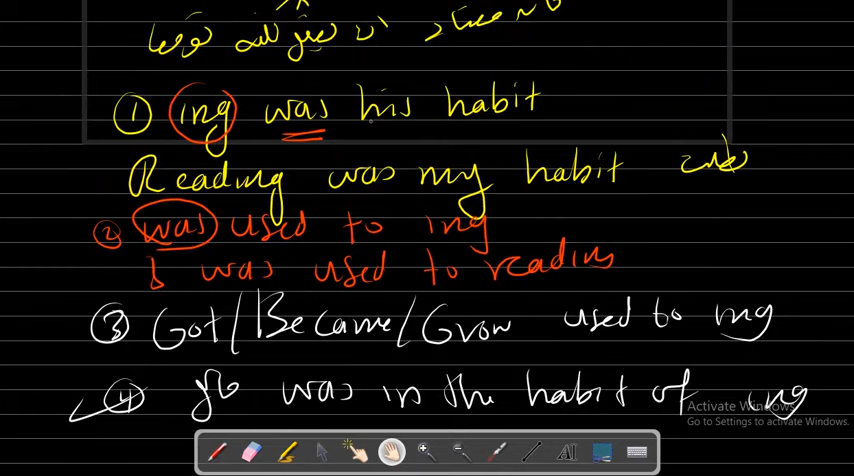 ① ing was his habit
Reading was my habit
② was used to ing
I was used to reading
③ Got/Became/Grow used to ing
④ was in the habit of ing
Activate Windows
Go to Settings to activate Windows.
AI